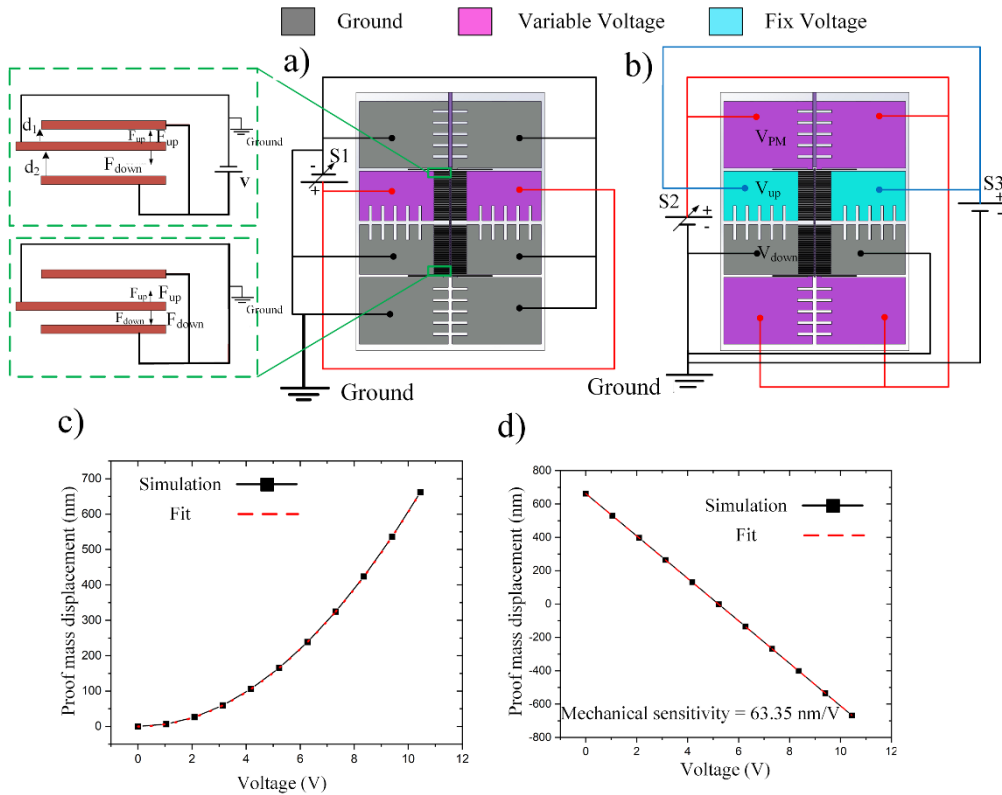 Ground
Variable Voltage
Fix Voltage
a)
b)
d1
Fup
Fup
Fdown
d2
Ground
V
S1
-
+
Ground
Fup
Fup
Fdown
Fdown
Ground
VPM
Vup
Vdown
S2
+
-
S3
+
-
Ground
c)
Simulation
Fit
Proof mass displacement (nm)
700
600
500
400
300
200
100
0
0
2
4
6
8
10
12
Voltage (V)
d)
Simulation
Fit
Mechanical sensitivity = 63.35 nm/V
Proof mass displacement (nm)
800
600
400
200
0
-200
-400
-600
-800
0
2
4
6
8
10
12
Voltage (V)